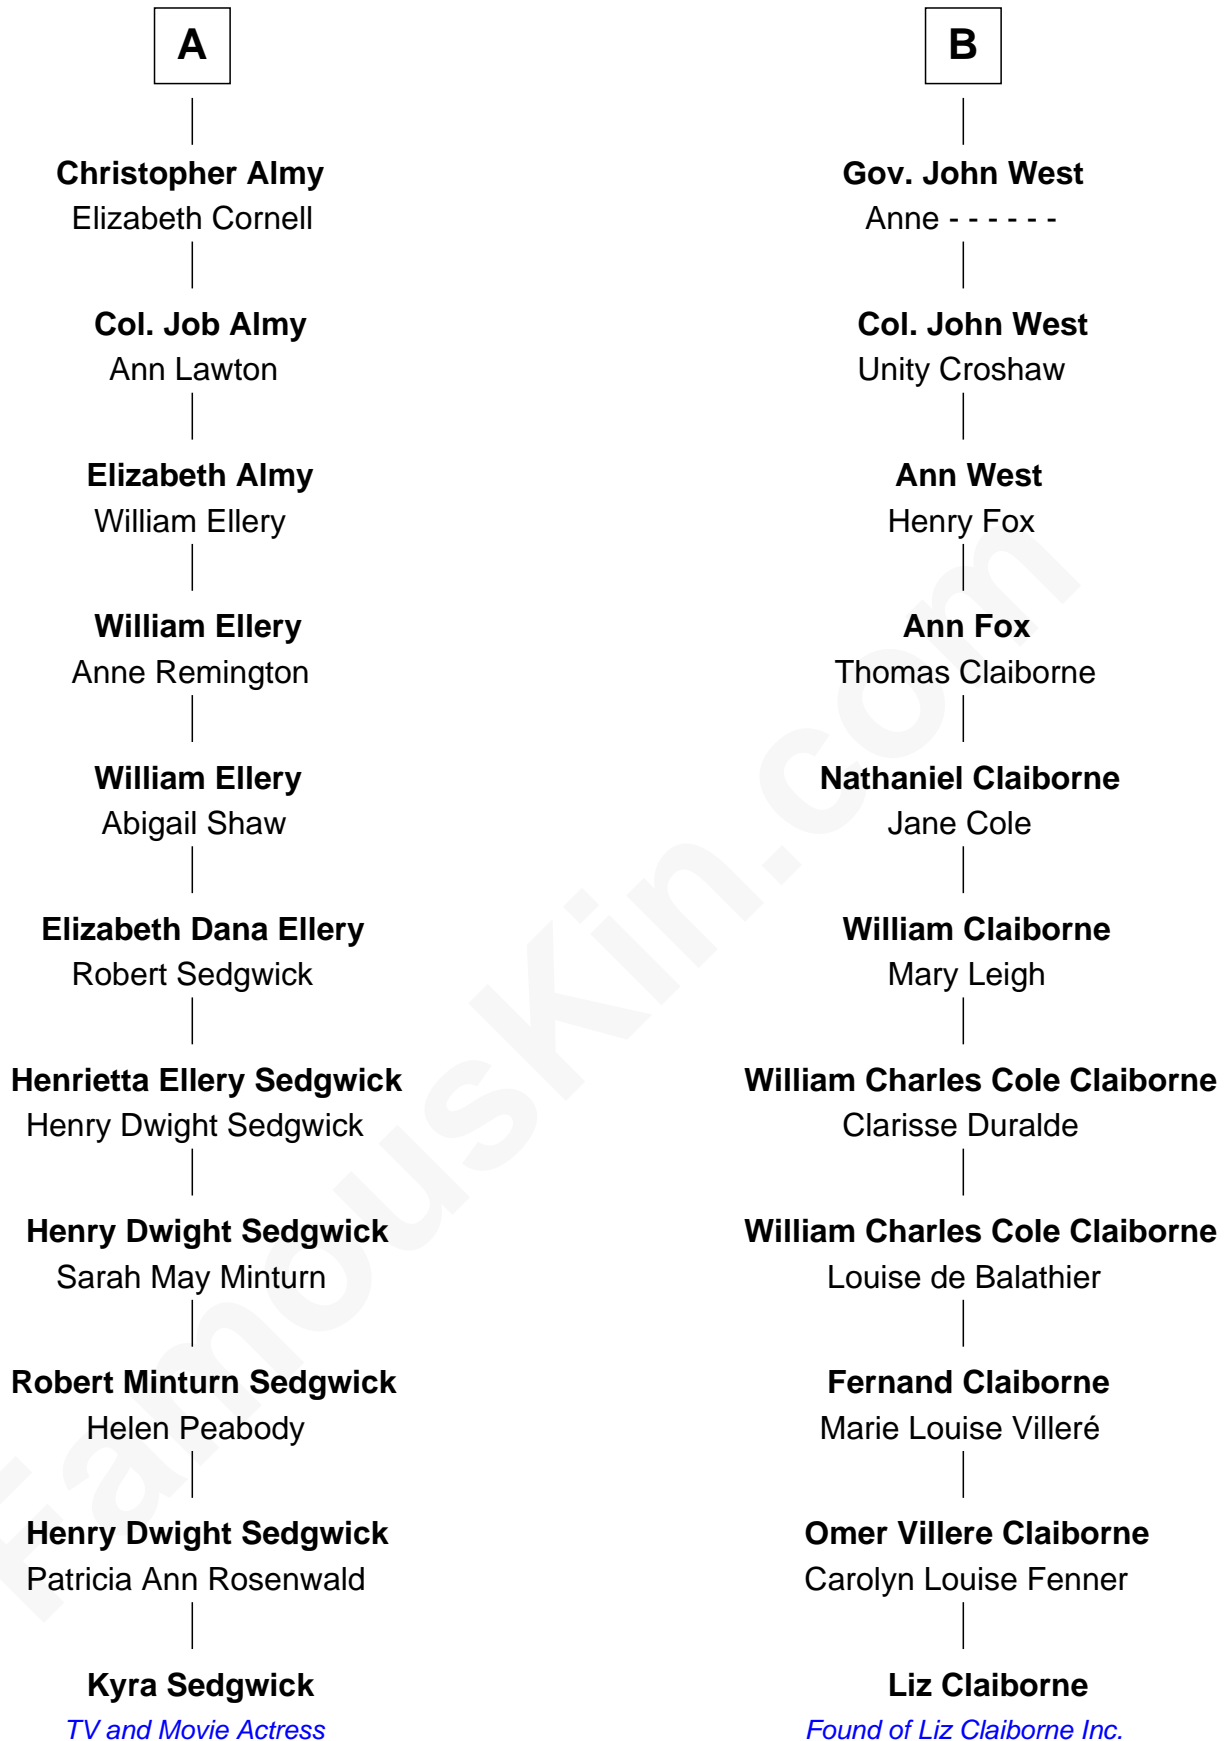 A
Christopher Almy
Elizabeth Cornell
Col. Job Almy
Ann Lawton
Elizabeth Almy
William Ellery
William Ellery
Anne Remington
William Ellery
Abigail Shaw
Elizabeth Dana Ellery
Robert Sedgwick
Henrietta Ellery Sedgwick
Henry Dwight Sedgwick
Henry Dwight Sedgwick
Sarah May Minturn
Robert Minturn Sedgwick
Helen Peabody
Henry Dwight Sedgwick
Patricia Ann Rosenwald
Kyra Sedgwick
TV and Movie Actress
B
Gov. John West
Anne - - - - - -
Col. John West
Unity Croshaw
Ann West
Henry Fox
Ann Fox
Thomas Claiborne
Nathaniel Claiborne
Jane Cole
William Claiborne
Mary Leigh
William Charles Cole Claiborne
Clarisse Duralde
William Charles Cole Claiborne
Louise de Balathier
Fernand Claiborne
Marie Louise Villeré
Omer Villere Claiborne
Carolyn Louise Fenner
Liz Claiborne
Found of Liz Claiborne Inc.
FamousKin.com